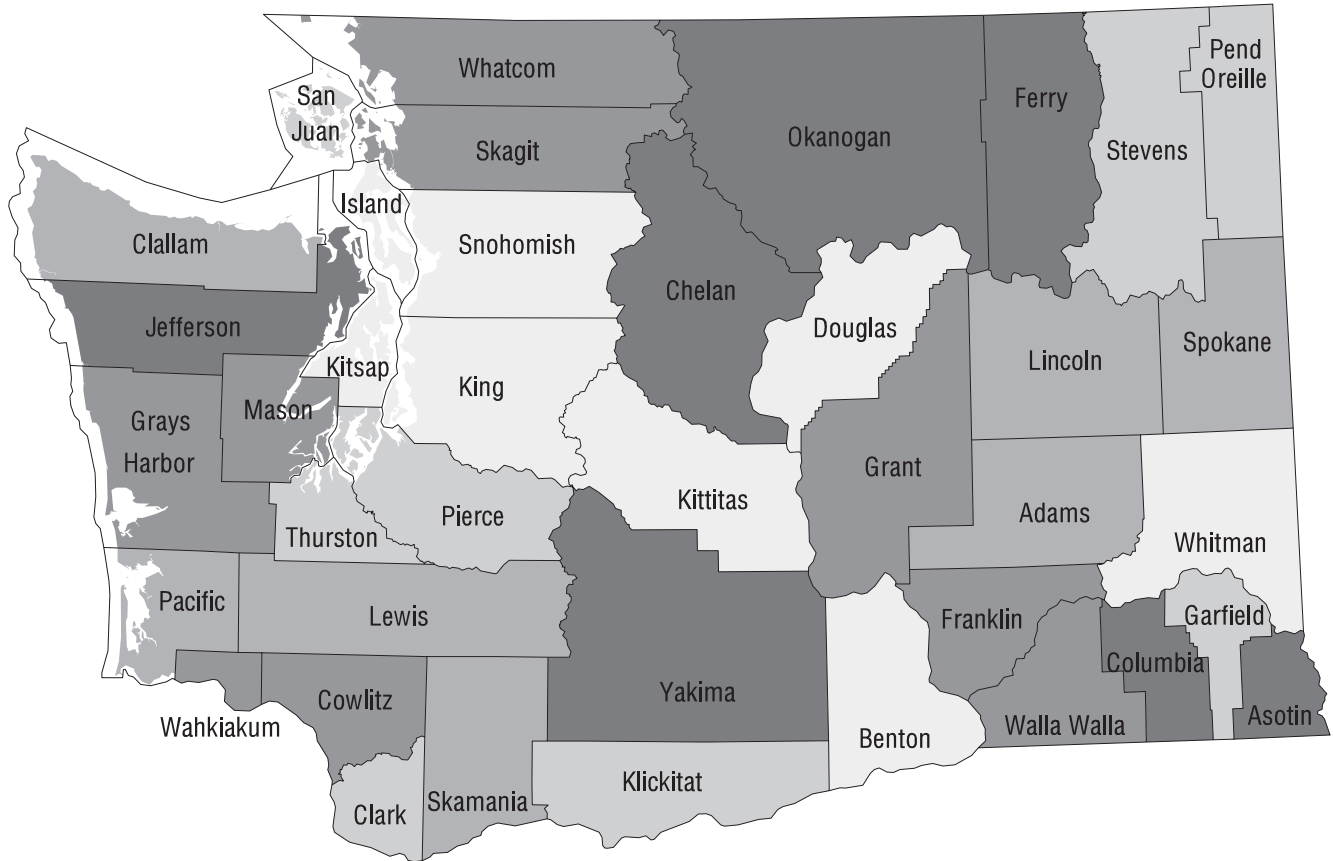 Whatcom
San
Juan
Skagit
Okanogan
Ferry
Stevens
Pend
Oreille
Island
Clallam
Snohomish
Chelan
Jefferson
Douglas
Lincoln
Spokane
Kitsap
King
Mason
Grays
Harbor
Grant
Kittitas
Adams
Pierce
Thurston
Whitman
Pacific
Lewis
Franklin
Garfield
Columbia
Yakima
Cowlitz
Wahkiakum
Walla Walla
Asotin
Benton
Klickitat
Skamania
Clark